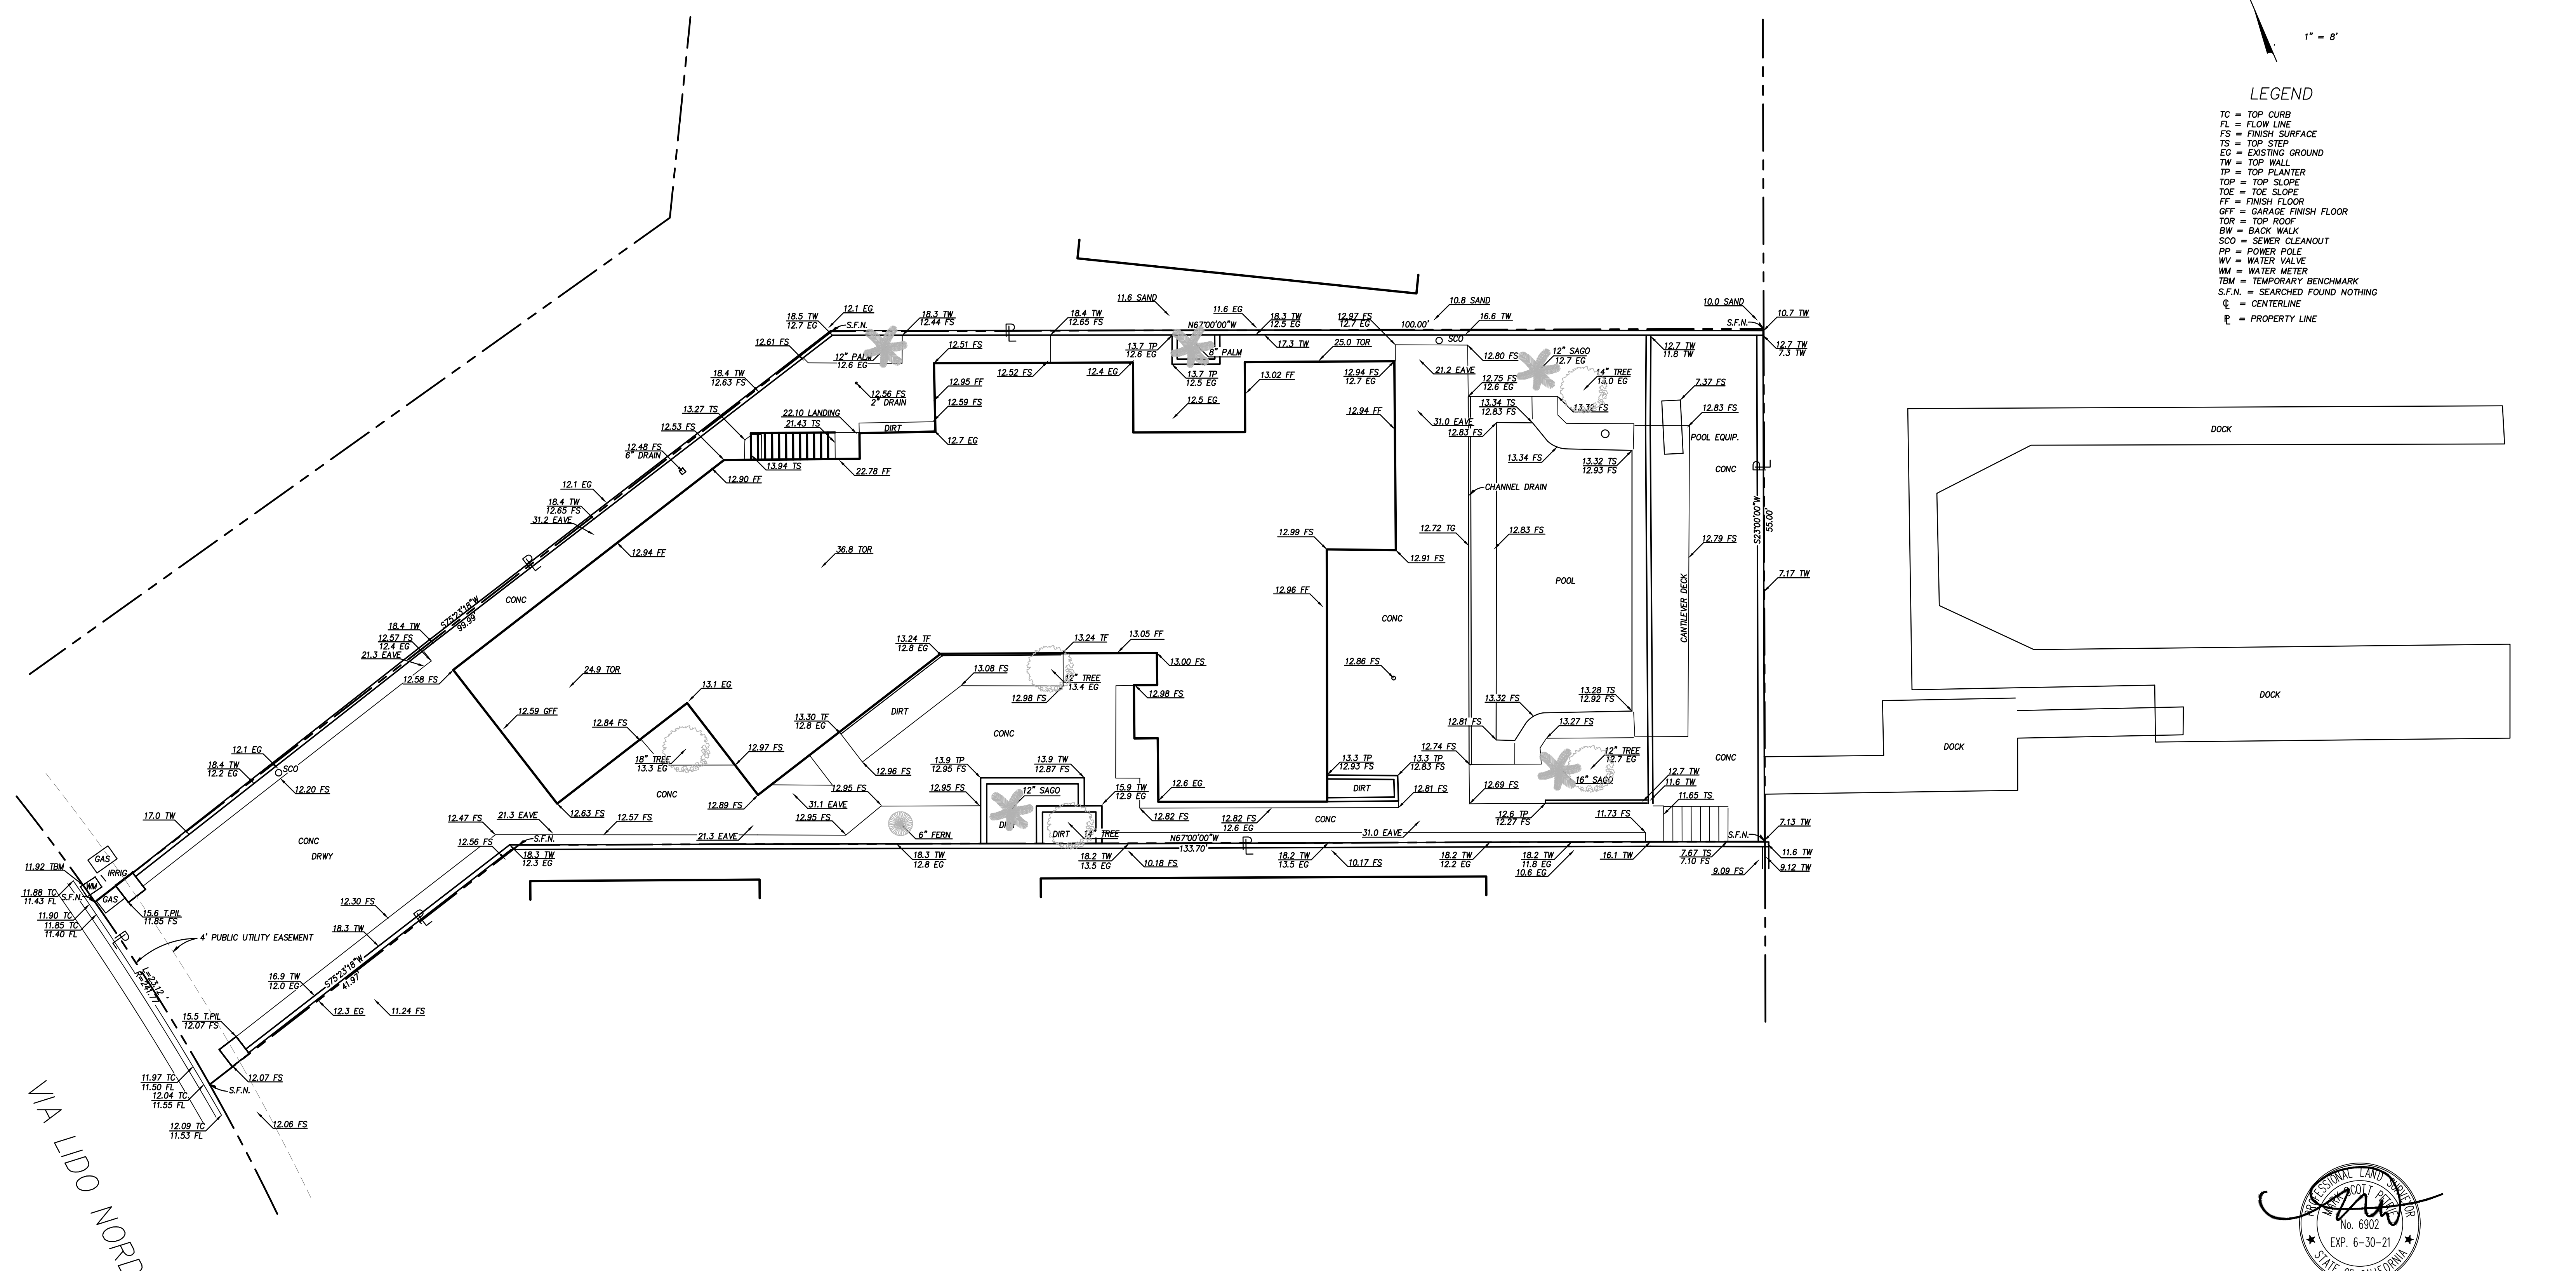 1" = 8'
LEGEND
TC = TOP CURB
FL = FLOW LINE
FS = FINISH SURFACE
TS = TOP STEP
EG = EXISTING GROUND
TW = TOP WALL
TP = TOP PLANTER
TOP = TOP SLOPE
TOE = TOE SLOPE
FF = FINISH FLOOR
GFF = GARAGE FINISH FLOOR
TOR = TOP ROOF
BW = BACK WALK
SCO = SEWER CLEANOUT
PP = POWER POLE
WV = WATER VALVE
WM = WATER METER
TBM = TEMPORARY BENCHMARK
S.F.N. = SEARCHED FOUND NOTHING
℄ = CENTERLINE
PL = PROPERTY LINE
11.6 SAND
11.6 EG
10.8 SAND
10.0 SAND
12.1 EG
18.5 TW
12.7 EG
S.F.N.
18.3 TW
12.44 FS
PL
18.4 TW
12.65 FS
N67°00'00"W
100.00'
18.3 TW
12.5 EG
12.97 FS
12.7 EG
16.6 TW
S.F.N.
10.7 TW
12.61 FS
12" PALM
12.6 EG
12.51 FS
13.7 TP
12.6 EG
8" PALM
17.3 TW
25.0 TOR
SCO
12.80 FS
12" SAGO
12.7 EG
12.7 TW
11.8 TW
12.7 TW
7.3 TW
18.4 TW
12.63 FS
12.56 FS
2" DRAIN
12.95 FF
12.52 FS
12.4 EG
13.7 TP
12.5 EG
13.02 FF
12.94 FS
12.7 EG
21.2 EAVE
12.75 FS
12.6 EG
14" TREE
13.0 EG
7.37 FS
13.27 TS
22.10 LANDING
21.43 TS
12.59 FS
DIRT
12.5 EG
12.94 FF
13.34 TS
12.83 FS
12.83 FS
12.53 FS
12.7 EG
31.0 EAVE
12.83 FS
POOL EQUIP.
DOCK
12.48 FS
6" DRAIN
13.94 TS
22.78 FF
12.90 FF
13.34 FS
13.32 TS
12.93 FS
CONC
PL
12.1 EG
18.4 TW
12.65 FS
31.2 EAVE
CHANNEL DRAIN
12.94 FF
36.8 TOR
12.99 FS
12.72 TG
12.83 FS
12.79 FS
S23°00'00"W
55.00'
PL
12.91 FS
POOL
7.17 TW
CONC
12.96 FF
CANTILEVER DECK
S75°23'18"W
99.99'
18.4 TW
12.57 FS
12.4 EG
21.3 EAVE
CONC
13.24 TF
12.8 EG
13.24 TF
13.05 FF
13.00 FS
12.86 FS
12.58 FS
24.9 TOR
13.08 FS
12" TREE
13.4 EG
12.98 FS
12.98 FS
13.1 EG
13.28 TS
12.92 FS
DOCK
12.59 GFF
12.84 FS
13.30 TF
12.8 EG
DIRT
13.32 FS
12.81 FS
13.27 FS
CONC
DOCK
12.1 EG
18" TREE
13.3 EG
12.97 FS
12.74 FS
12" TREE
12.7 EG
CONC
18.4 TW
12.2 EG
SCO
12.20 FS
12.96 FS
13.9 TP
12.95 FS
13.9 TW
12.87 FS
13.3 TP
12.93 FS
13.3 TP
12.83 FS
16" SAGO
12.7 TW
11.6 TW
CONC
12.95 FS
12.95 FS
12" SAGO
15.9 TW
12.9 EG
12.6 EG
DIRT
12.81 FS
12.69 FS
11.65 TS
12.63 FS
12.89 FS
31.1 EAVE
17.0 TW
12.47 FS
21.3 EAVE
12.57 FS
21.3 EAVE
12.95 FS
6" FERN
DIRT
14" TREE
12.82 FS
12.82 FS
12.6 EG
CONC
31.0 EAVE
12.6 TP
12.27 FS
11.73 FS
7.13 TW
CONC
DRWY
12.56 FS
S.F.N.
N67°00'00"W
133.70'
PL
S.F.N.
18.3 TW
12.3 EG
18.3 TW
12.8 EG
18.2 TW
13.5 EG
10.18 FS
18.2 TW
13.5 EG
10.17 FS
18.2 TW
12.2 EG
18.2 TW
11.8 EG
10.6 EG
16.1 TW
7.67 TS
7.10 FS
11.6 TW
9.09 FS
9.12 TW
GAS
11.92 TBM
IRRIG
WM
GAS
11.88 TC
11.43 FL
S.F.N.
11.90 TC
11.85 TC
11.40 FL
15.6 T.PIL
11.85 FS
12.30 FS
PL
PL
4' PUBLIC UTILITY EASEMENT
18.3 TW
L=23.12'
R=241.77'
16.9 TW
12.0 EG
S75°23'18"W
41.97'
12.3 EG
11.24 FS
15.5 T.PIL
12.07 FS
12.07 FS
11.97 TC
11.50 FL
S.F.N.
12.04 TC
11.55 FL
12.09 TC
11.53 FL
12.06 FS
VIA LIDO NORD
PROFESSIONAL LAND SURVEYOR
No. 6902
EXP. 6-30-21